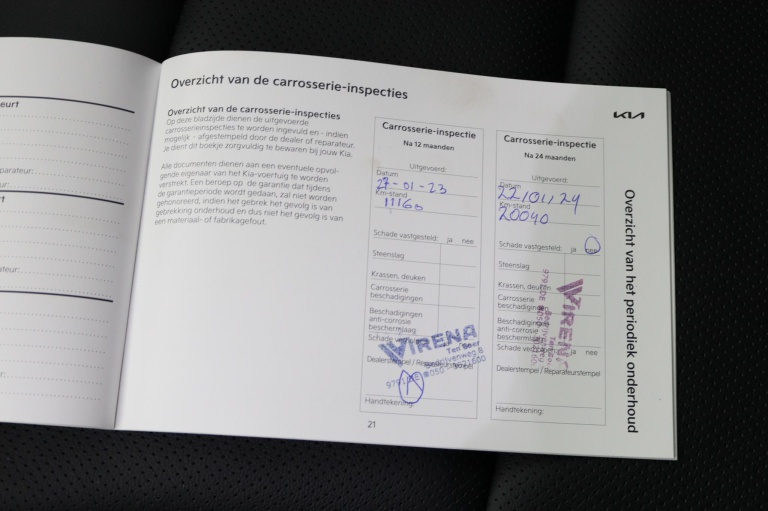 eurt
parateur:
ur:
rt
ateur:
ur:
Overzicht van de carrosserie-inspecties
Overzicht van de carrosserie-inspecties
Op deze bladzijde dienen de uitgevoerde
carrosserieinspecties te worden ingevuld en - indien
mogelijk - afgestempeld door de dealer of reparateur.
Je dient dit boekje zorgvuldig te bewaren bij jouw Kia.
Alle documenten dienen aan een eventuele opvol-
gende eigenaar van het Kia-voertuig te worden
verstrekt. Een beroep op de garantie dat tijdens
de garantieperiode wordt gedaan, zal niet worden
gehonoreerd, indien het gebrek het gevolg is van
gebrekking onderhoud en dus niet het gevolg is van
een materiaal- of fabrikagefout.
Carrosserie-inspectie
Na 12 maanden
Uitgevoerd:
Datum
27-01-23
Km-stand
11160
Schade vastgesteld: ja nee
Steenslag
Krassen, deuken
Carrosserie
beschadigingen
Beschadigingen
anti-corrosie
beschermlaag
VIRENA
Ten Boer
Handtekening:
Carrosserie-inspectie
Na 24 maanden
Uitgevoerd:
Datum
22/01/24
Km-stand
20040
Schade vastgesteld: ja nee
Steenslag
Krassen, deuken
Carrosserie
beschadigingen
Beschadigingen
anti-corrosie
beschermlaag
ja nee
Dealerstempel / Reparateurstempel
Handtekening:
VIRENA
21
KIA
Overzicht van het periodiek onderhoud